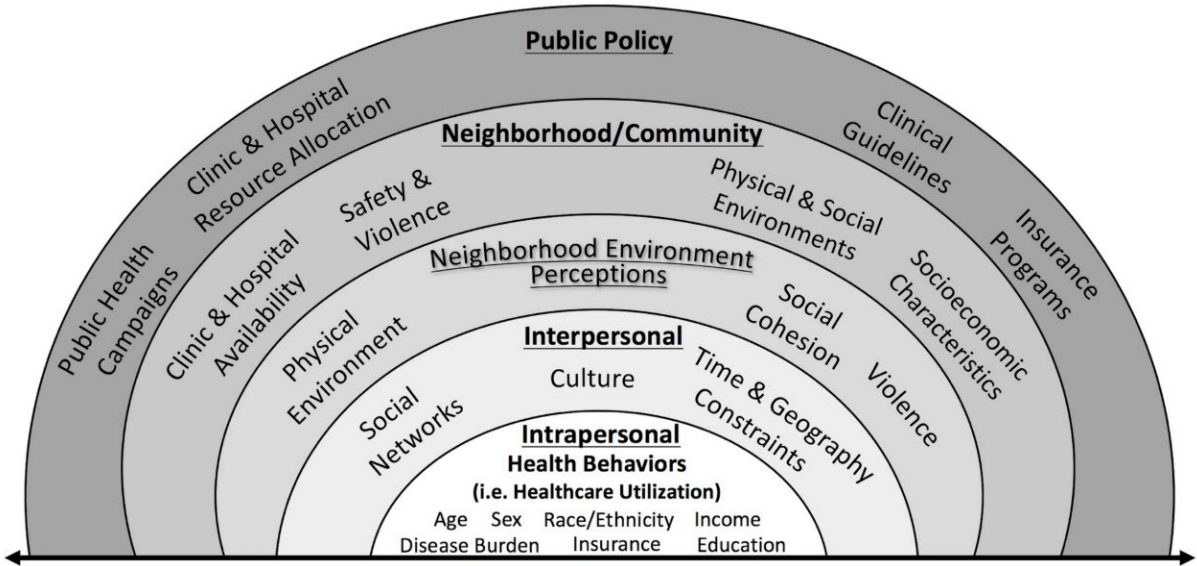 Public Policy
Public Health
Campaigns
Clinic & Hospital
Resource Allocation
Clinical
Guidelines
Insurance
Programs
Neighborhood/Community
Clinic & Hospital
Availability
Safety &
Violence
Physical & Social
Environments
Socioeconomic
Characteristics
Neighborhood Environment
Perceptions
Physical
Environment
Social
Cohesion
Violence
Interpersonal
Social
Networks
Culture
Time & Geography
Constraints
Intrapersonal
Health Behaviors
(i.e. Healthcare Utilization)
Age Sex Race/Ethnicity Income
Disease Burden Insurance Education